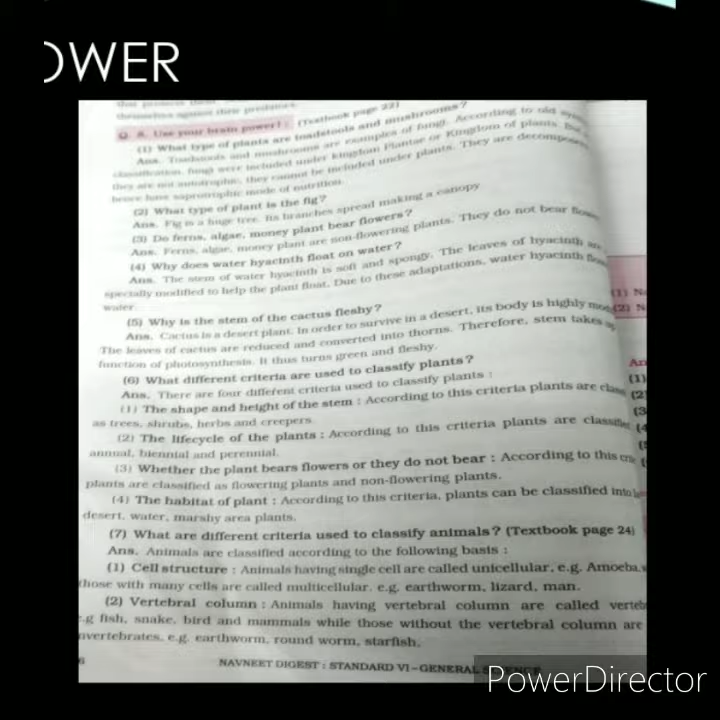 OWER
that protects them
themselves against their predators.
Q. 8. Use your brain power! : (Textbook page 22)
(1) What type of plants are toadstools and mushrooms?
Ans. Toadstools and mushrooms are examples of fungi. According to old
classification, fungi were included under kingdom Plantae or Kingdom of plants. But
they are not autotrophic, they cannot be included under plants. They are decomposers
hence have saprotrophic mode of nutrition.
(2) What type of plant is the fig?
Ans. Fig is a huge tree. Its branches spread making a canopy
(3) Do ferns, algae, money plant bear flowers?
Ans. Ferns, algae, money plant are non-flowering plants. They do not bear
(4) Why does water hyacinth float on water?
Ans. The stem of water hyacinth is soft and spongy. The leaves of hyacinth are
specially modified to help the plant float. Due to these adaptations, water hyacinth
water.
(5) Why is the stem of the cactus fleshy?
Ans. Cactus is a desert plant. In order to survive in a desert, its body is highly
The leaves of cactus are reduced and converted into thorns. Therefore, stem takes
function of photosynthesis. It thus turns green and fleshy.
(6) What different criteria are used to classify plants?
Ans. There are four different criteria used to classify plants :
(1) The shape and height of the stem : According to this criteria plants are
as trees, shrubs, herbs and creepers.
(2) The lifecycle of the plants : According to this criteria plants are
annual, biennial and perennial.
(3) Whether the plant bears flowers or they do not bear : According to this
plants are classified as flowering plants and non-flowering plants.
(4) The habitat of plant : According to this criteria, plants can be classified into
desert, water, marshy area plants.
(7) What are different criteria used to classify animals? (Textbook page 24)
Ans. Animals are classified according to the following basis :
(1) Cell structure : Animals having single cell are called unicellular, e.g. Amoeba,
those with many cells are called multicellular. e.g. earthworm, lizard, man.
(2) Vertebral column : Animals having vertebral column are called
e.g fish, snake, bird and mammals while those without the vertebral column are
invertebrates, e.g. earthworm, round worm, starfish.
6 NAVNEET DIGEST : STANDARD VI – GENERAL SCIENCE
(1)
(2)
(1)
(2)
(3)
(4)
PowerDirector